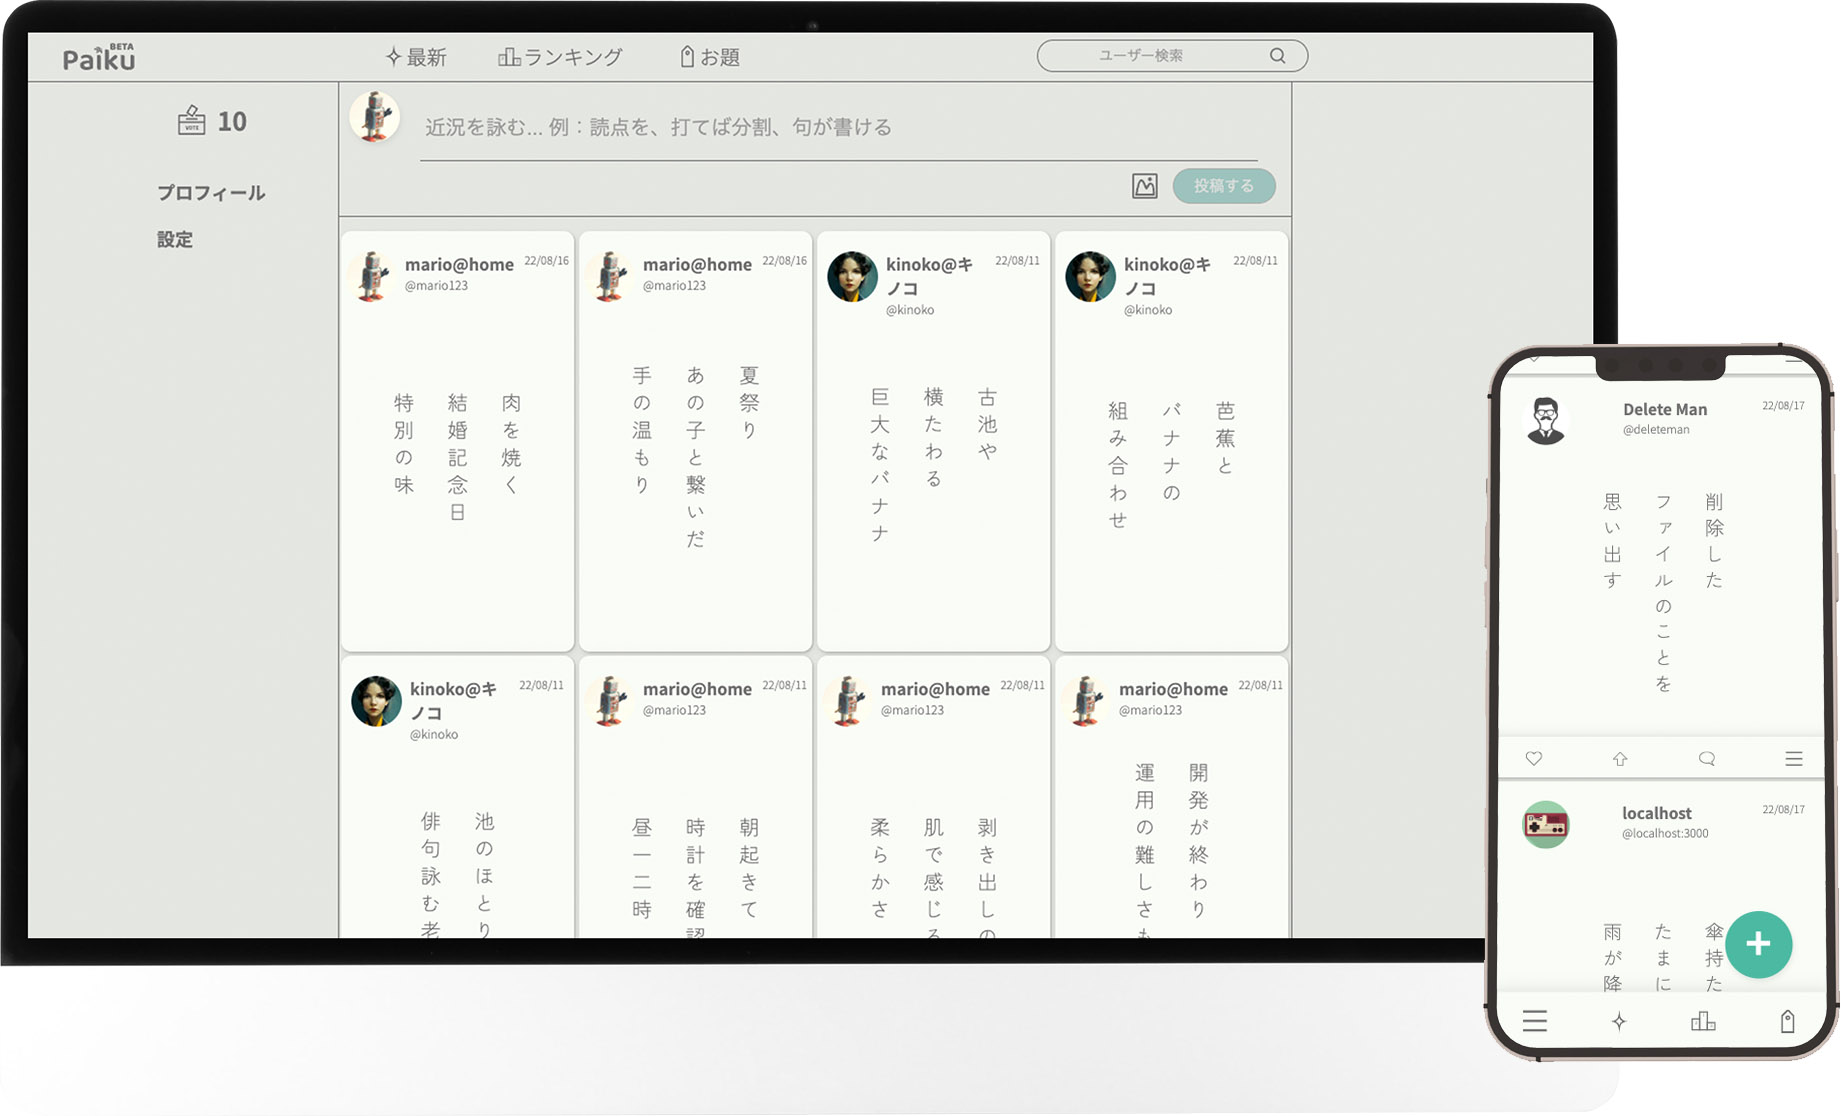 Paiku
BETA
最新
ランキング
お題
ユーザー検索
VOTE
10
プロフィール
設定
近況を詠む... 例：読点を、打てば分割、句が書ける
投稿する
mario@home
22/08/16
@mario123
肉を焼く
結婚記念日
特別の味
mario@home
22/08/16
@mario123
夏祭り
あの子と繋いだ
手の温もり
kinoko@キ
ノコ
22/08/11
@kinoko
古池や
横たわる
巨大なバナナ
kinoko@キ
ノコ
22/08/11
@kinoko
芭蕉と
バナナの
組み合わせ
kinoko@キ
ノコ
22/08/11
@kinoko
池のほとり
俳句詠む老
mario@home
22/08/11
@mario123
朝起きて
時計を確認
昼一二時
mario@home
22/08/11
@mario123
剥き出しの
肌で感じる
柔らかさ
mario@home
22/08/11
@mario123
開発が終わり
運用の難しさも
Delete Man
22/08/17
@deleteman
削除した
ファイルのことを
思い出す
localhost
22/08/17
@localhost:3000
傘持た
たまに
雨が降